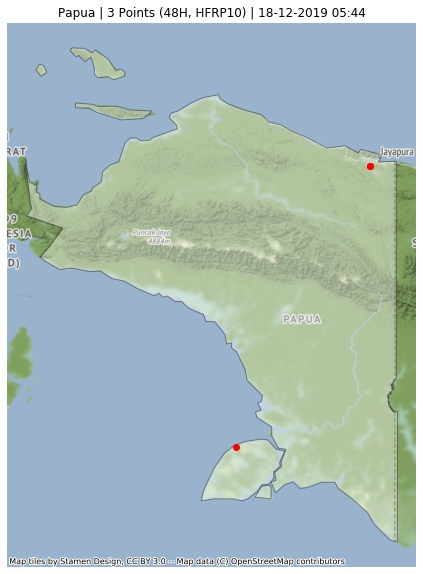 Papua | 3 Points (48H, HFRP10) | 18-12-2019 05:44
Jayapura
RAT
99
ESIA
R
D)
Puncak Jaya
4884m
S
PAPUA
Map tiles by Stamen Design, CC BY 3.0 -- Map data (C) OpenStreetMap contributors